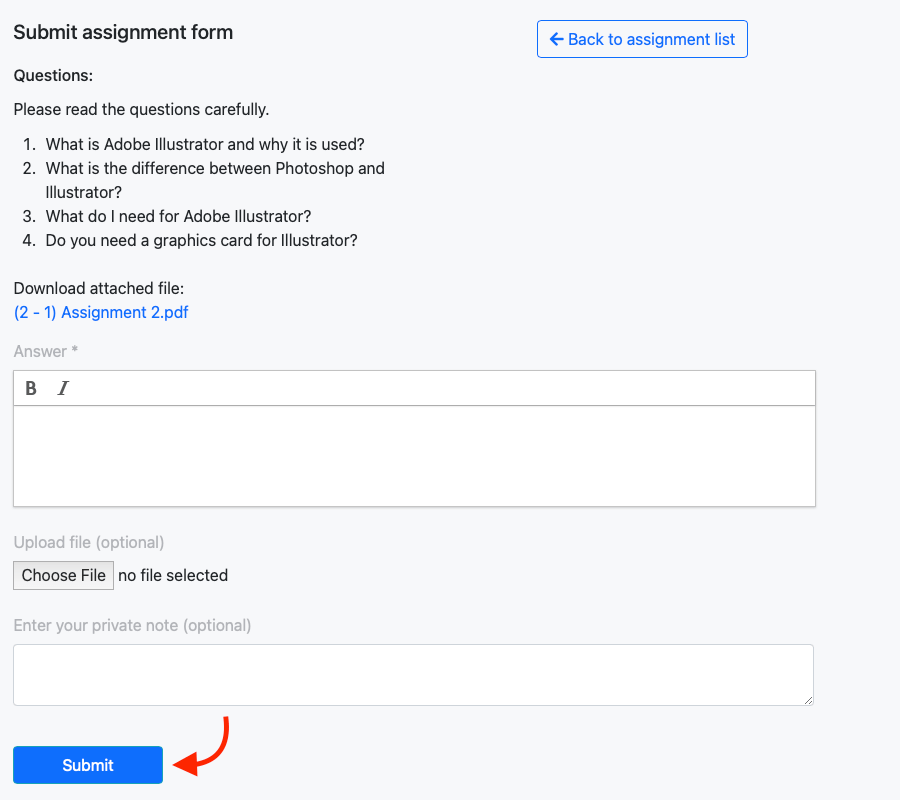 Submit assignment form
← Back to assignment list
Questions:
Please read the questions carefully.
1. What is Adobe Illustrator and why it is used?
2. What is the difference between Photoshop and
Illustrator?
3. What do I need for Adobe Illustrator?
4. Do you need a graphics card for Illustrator?
Download attached file:
(2 - 1) Assignment 2.pdf
Answer *
B I
Upload file (optional)
Choose File no file selected
Enter your private note (optional)
Submit